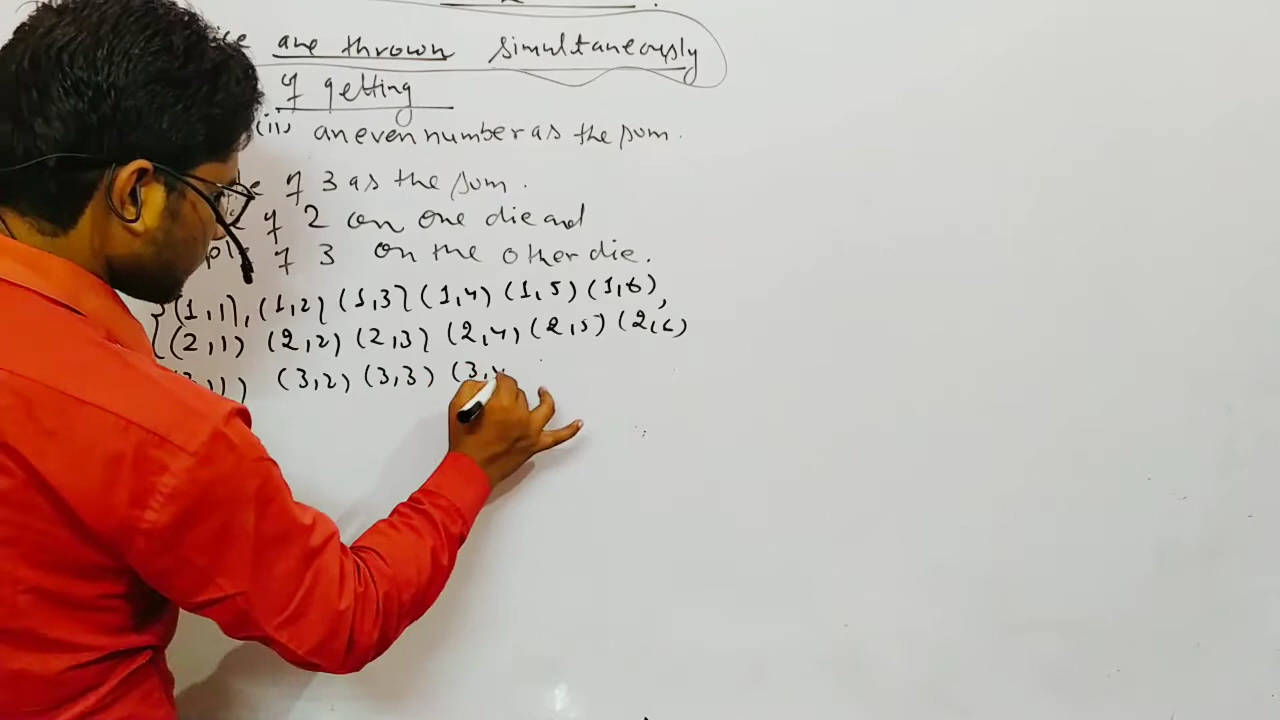 are thrown simultaneously
of getting
(ii) an even number as the sum.
of 3 as the sum.
of 2 on one die and
of 3 on the other die.
{(1,1), (1,2) (1,3) (1,4) (1,5) (1,6),
(2,1) (2,2) (2,3) (2,4) (2,5) (2,6)
(3,2) (3,3) (3,